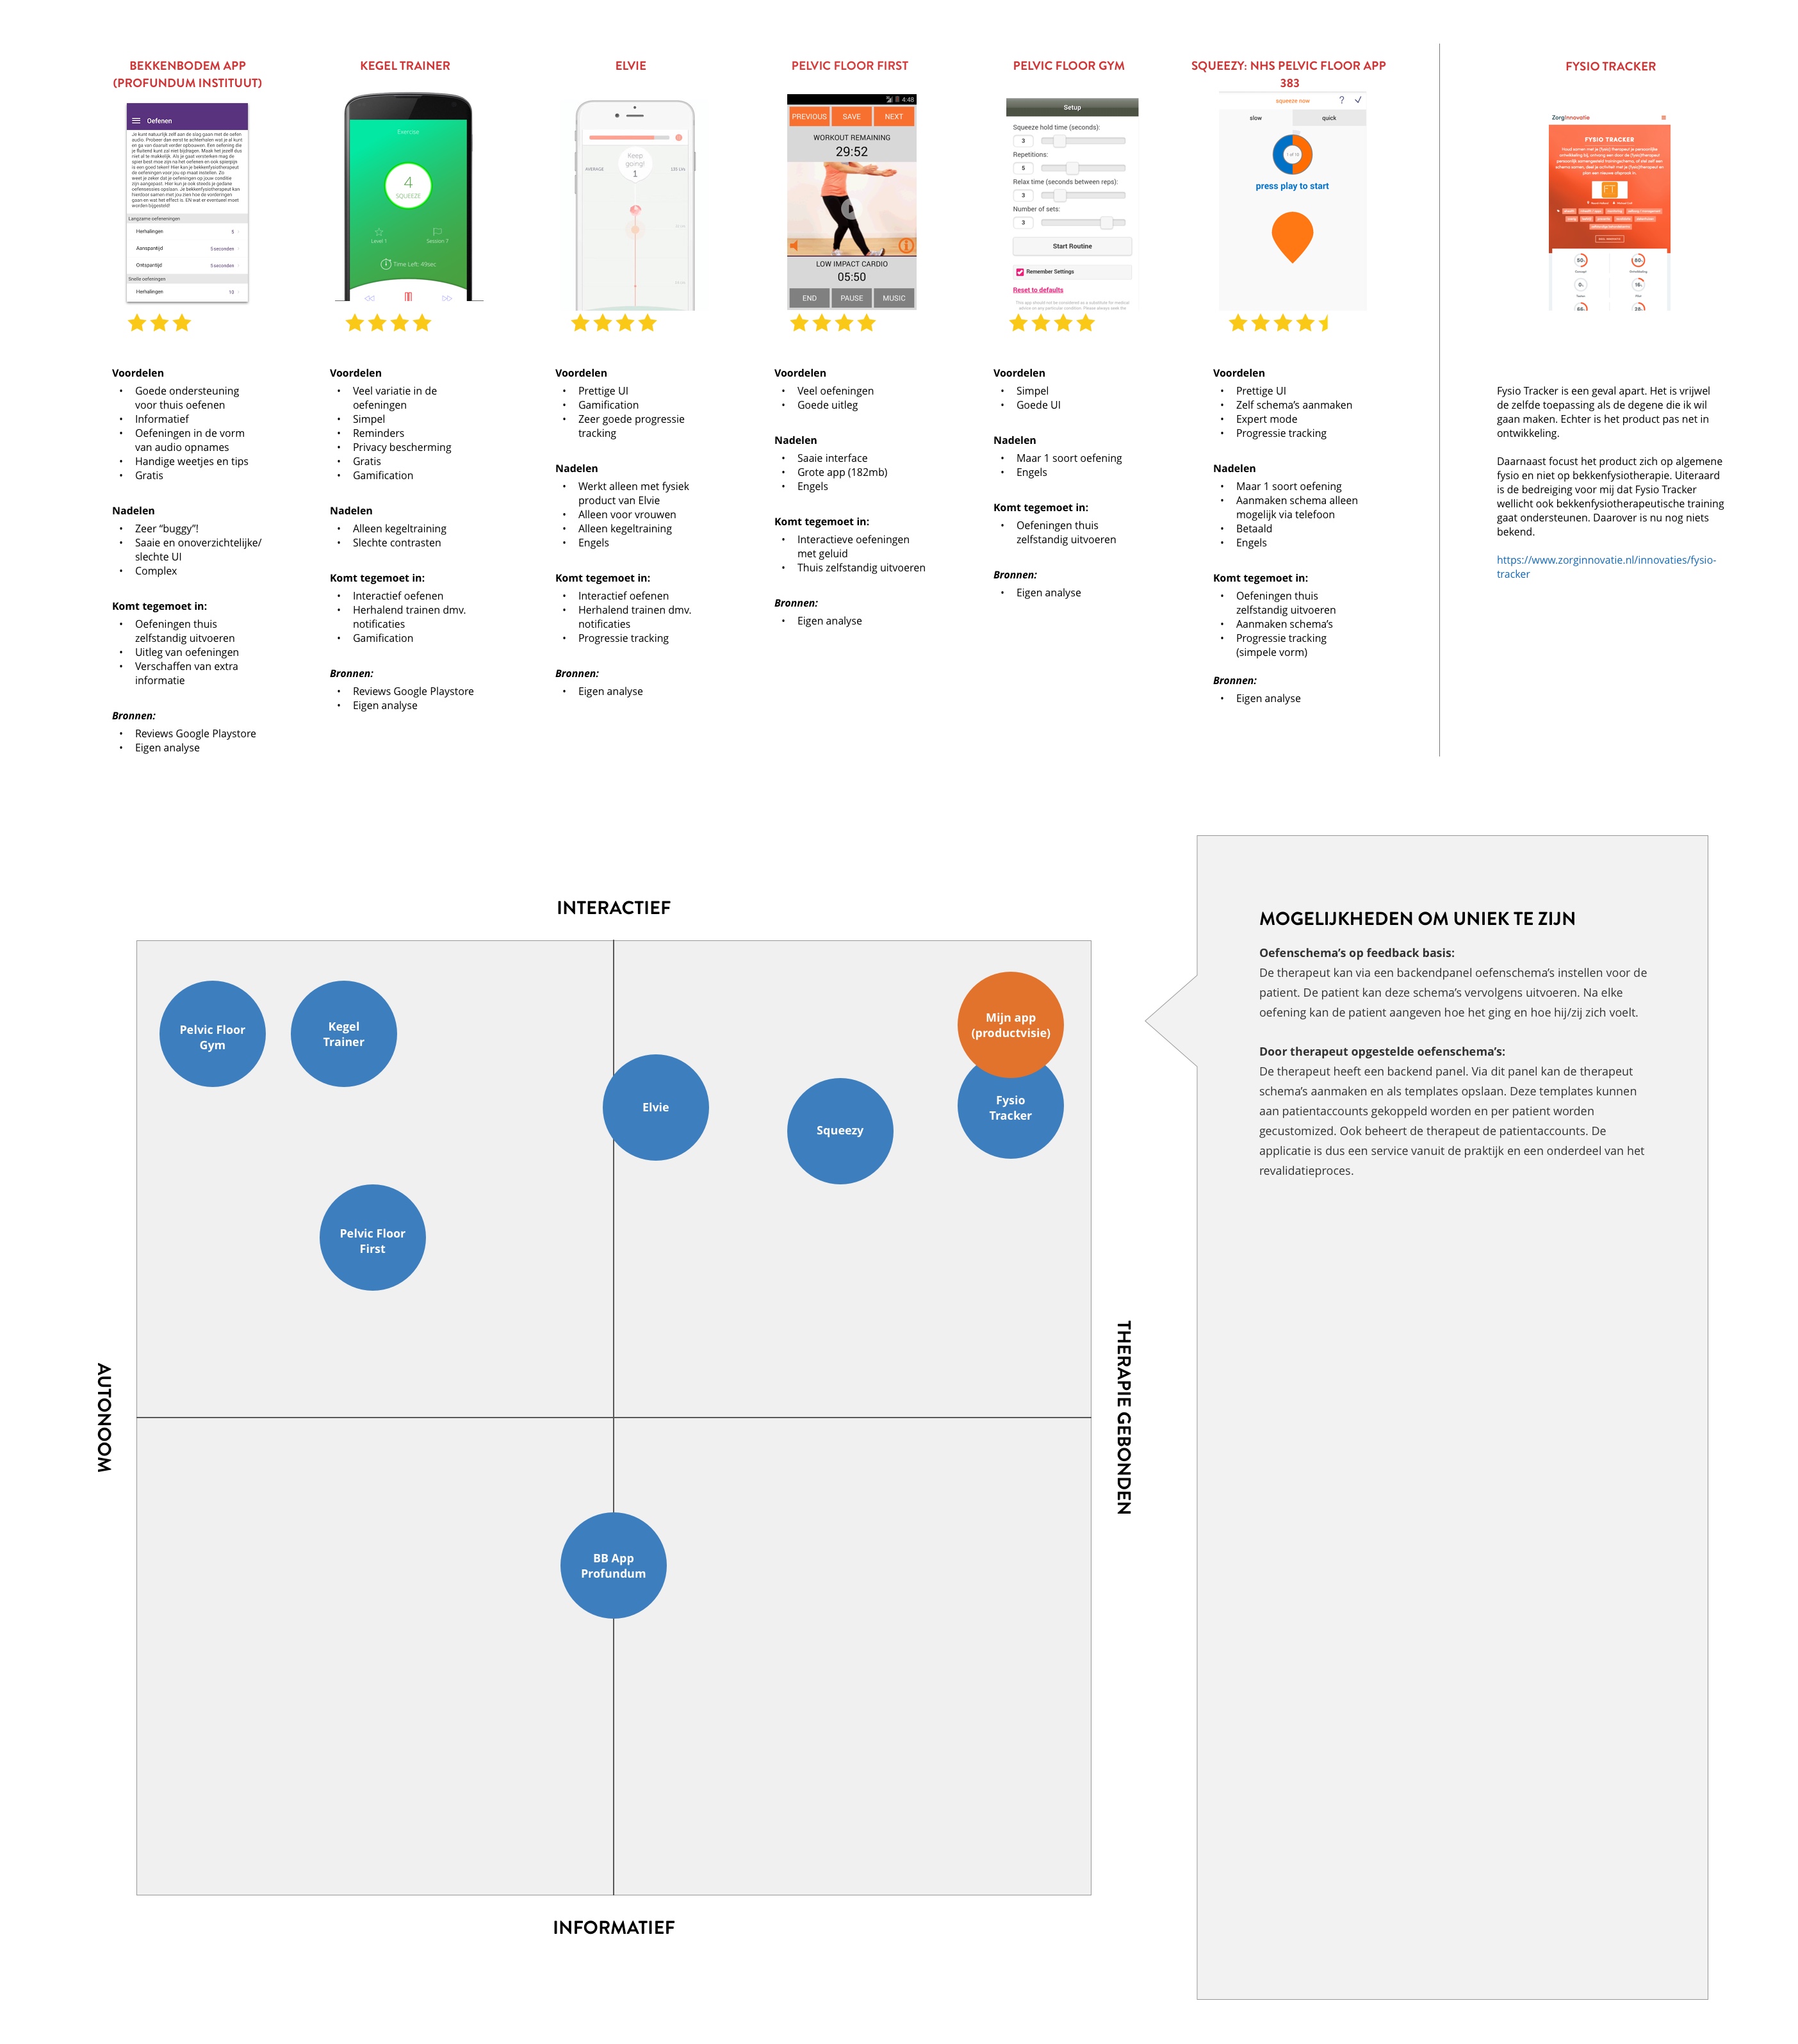 BEKKENBODEM APP
(PROFUNDUM INSTITUUT)
Oefenen
Langzame oefeneningen
Herhalingen 5
Aanspantijd 5 seconden
Ontspantijd 5 seconden
Snelle oefeningen
Herhalingen 10
Voordelen
• Goede ondersteuning
voor thuis oefenen
• Informatief
• Oefeningen in de vorm
van audio opnames
• Handige weetjes en tips
• Gratis
Nadelen
• Zeer “buggy”!
• Saaie en onoverzichtelijke/
slechte UI
• Complex
Komt tegemoet in:
• Oefeningen thuis
zelfstandig uitvoeren
• Uitleg van oefeningen
• Verschaffen van extra
informatie
Bronnen:
• Reviews Google Playstore
• Eigen analyse
KEGEL TRAINER
Exercise
4
SQUEEZE
Level 1
Session 7
Time Left: 49sec
Voordelen
• Veel variatie in de
oefeningen
• Simpel
• Reminders
• Privacy bescherming
• Gratis
• Gamification
Nadelen
• Alleen kegeltraining
• Slechte contrasten
Komt tegemoet in:
• Interactief oefenen
• Herhalend trainen dmv.
notificaties
• Gamification
Bronnen:
• Reviews Google Playstore
• Eigen analyse
ELVIE
Keep
going!
1
AVERAGE
Voordelen
• Prettige UI
• Gamification
• Zeer goede progressie
tracking
Nadelen
• Werkt alleen met fysiek
product van Elvie
• Alleen voor vrouwen
• Alleen kegeltraining
• Engels
Komt tegemoet in:
• Interactief oefenen
• Herhalend trainen dmv.
notificaties
• Progressie tracking
Bronnen:
• Eigen analyse
PELVIC FLOOR FIRST
4:48
PREVIOUS SAVE NEXT
WORKOUT REMAINING
29:52
LOW IMPACT CARDIO
05:50
END PAUSE MUSIC
Voordelen
• Veel oefeningen
• Goede uitleg
Nadelen
• Saaie interface
• Grote app (182mb)
• Engels
Komt tegemoet in:
• Interactieve oefeningen
met geluid
• Thuis zelfstandig uitvoeren
Bronnen:
• Eigen analyse
PELVIC FLOOR GYM
Setup
Squeeze hold time (seconds):
3
Repetitions:
5
Relax time (seconds between reps):
3
Number of sets:
3
Start Routine
Remember Settings
Reset to defaults
Voordelen
• Simpel
• Goede UI
Nadelen
• Maar 1 soort oefening
• Engels
Komt tegemoet in:
• Oefeningen thuis
zelfstandig uitvoeren
Bronnen:
• Eigen analyse
SQUEEZY: NHS PELVIC FLOOR APP
383
squeeze now ?
slow quick
1 of 10
press play to start
Voordelen
• Prettige UI
• Zelf schema’s aanmaken
• Expert mode
• Progressie tracking
Nadelen
• Maar 1 soort oefening
• Aanmaken schema alleen
mogelijk via telefoon
• Betaald
• Engels
Komt tegemoet in:
• Oefeningen thuis
zelfstandig uitvoeren
• Aanmaken schema’s
• Progressie tracking
(simpele vorm)
Bronnen:
• Eigen analyse
FYSIO TRACKER
ZorgInnovatie
FYSIO TRACKER
FT
Fysio Tracker is een geval apart. Het is vrijwel
de zelfde toepassing als de degene die ik wil
gaan maken. Echter is het product pas net in
ontwikkeling.
Daarnaast focust het product zich op algemene
fysio en niet op bekkenfysiotherapie. Uiteraard
is de bedreiging voor mij dat Fysio Tracker
wellicht ook bekkenfysiotherapeutische training
gaat ondersteunen. Daarover is nu nog niets
bekend.
https://www.zorginnovatie.nl/innovaties/fysio-
tracker
INTERACTIEF
Pelvic Floor
Gym
Kegel
Trainer
Mijn app
(productvisie)
Elvie
Squeezy
Fysio
Tracker
Pelvic Floor
First
AUTONOOM
THERAPIE GEBONDEN
BB App
Profundum
INFORMATIEF
MOGELIJKHEDEN OM UNIEK TE ZIJN
Oefenschema’s op feedback basis:
De therapeut kan via een backendpanel oefenschema’s instellen voor de
patient. De patient kan deze schema’s vervolgens uitvoeren. Na elke
oefening kan de patient aangeven hoe het ging en hoe hij/zij zich voelt.
Door therapeut opgestelde oefenschema’s:
De therapeut heeft een backend panel. Via dit panel kan de therapeut
schema’s aanmaken en als templates opslaan. Deze templates kunnen
aan patientaccounts gekoppeld worden en per patient worden
gecustomized. Ook beheert de therapeut de patientaccounts. De
applicatie is dus een service vanuit de praktijk en een onderdeel van het
revalidatieproces.